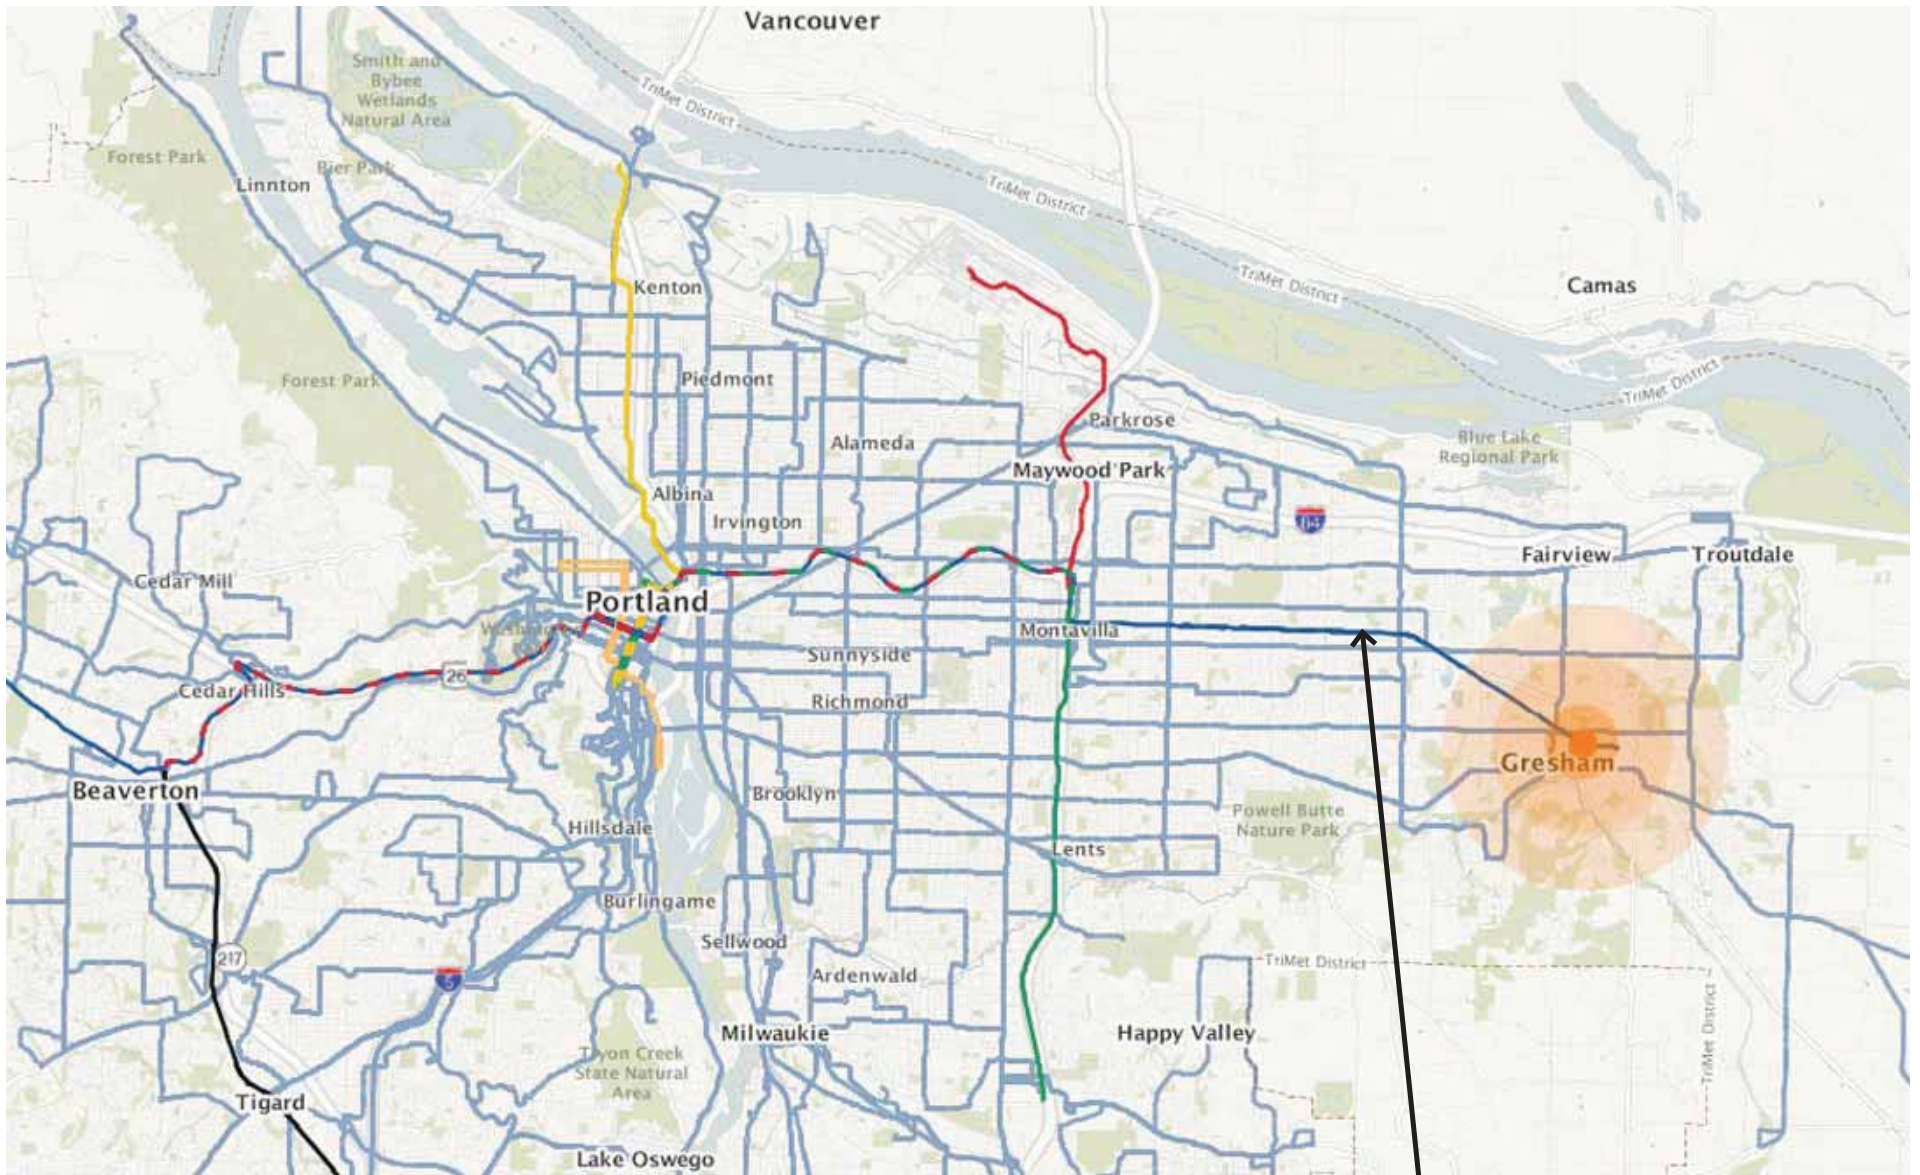 Vancouver
Smith and
Bybee
Wetlands
Natural Area
TriMet District
Forest Park
Bier Park
Linnton
TriMet District
TriMet District
Camas
Kenton
TriMet District
Forest Park
Piedmont
Parkrose
Alameda
Blue Lake
Regional Park
Maywood Park
Albina
Irvington
84
Fairview
Troutdale
Cedar Mill
Portland
Montavilla
Sunnyside
26
Cedar Hills
Richmond
Gresham
Beaverton
Brooklyn
Powell Butte
Nature Park
Hillsdale
Lents
Burlingame
Sellwood
217
TriMet District
5
Ardenwald
TriMet District
Milwaukie
Happy Valley
Tryon Creek
State Natural
Area
Tigard
Lake Oswego